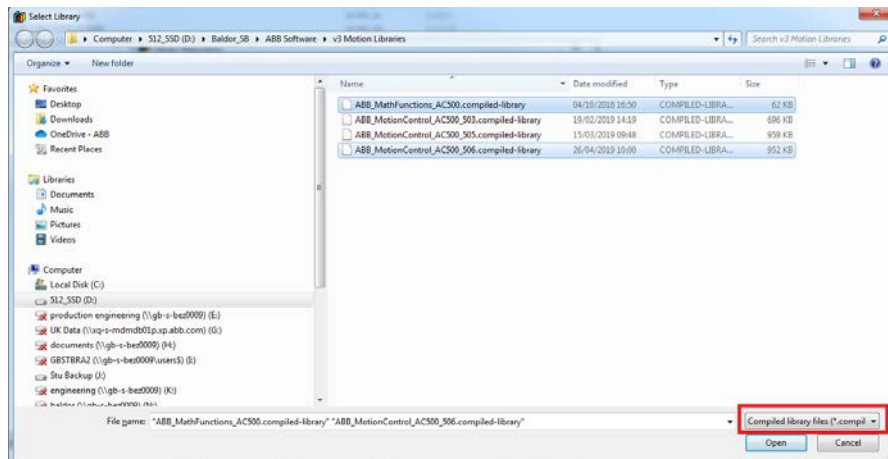 Select Library
Computer ▸ 512_SSD (D:) ▸ Baldor_SB ▸ ABB Software ▸ v3 Motion Libraries
Search v3 Motion Libraries
Organize New folder
Name Date modified Type Size
Favorites
Desktop
Downloads
OneDrive - ABB
Recent Places
Libraries
Documents
Music
Pictures
Videos
Computer
Local Disk (C:)
512_SSD (D:)
production engineering (\\gb-s-bez0009) (E:)
UK Data (\\xq-s-mdmdb01p.xp.abb.com) (G:)
documents (\\gb-s-bez0009) (H:)
GBSTBRA2 (\\gb-s-bez0009\users$) (I:)
Stu Backup (J:)
engineering (\\gb-s-bez0009) (K:)
ABB_MathFunctions_AC500.compiled-library 04/10/2018 16:50 COMPILED-LIBRA... 62 KB
ABB_MotionControl_AC500_503.compiled-library 19/02/2019 14:19 COMPILED-LIBRA... 696 KB
ABB_MotionControl_AC500_505.compiled-library 15/03/2019 09:48 COMPILED-LIBRA... 959 KB
ABB_MotionControl_AC500_506.compiled-library 26/04/2019 10:00 COMPILED-LIBRA... 952 KB
File name: "ABB_MathFunctions_AC500.compiled-library" "ABB_MotionControl_AC500_506.compiled-library"
Compiled library files (*.compil
Open Cancel